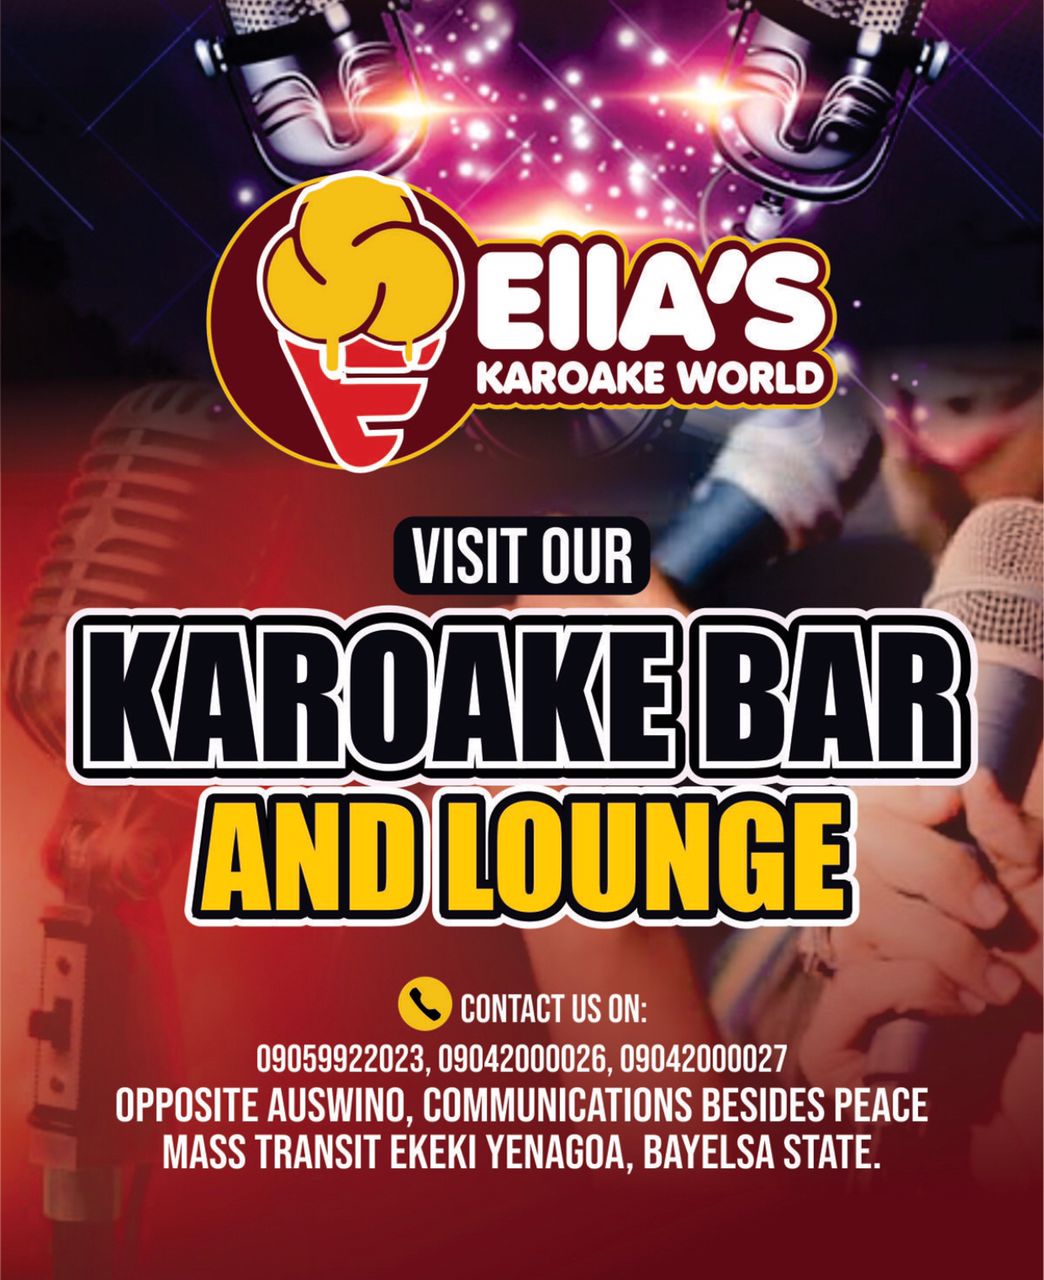 EllA'S
KAROAKE WORLD
VISIT OUR
KAROAKE BAR
AND LOUNGE
CONTACT US ON:
09059922023, 09042000026, 09042000027
OPPOSITE AUSWINO, COMMUNICATIONS BESIDES PEACE
MASS TRANSIT EKEKI YENAGOA, BAYELSA STATE.